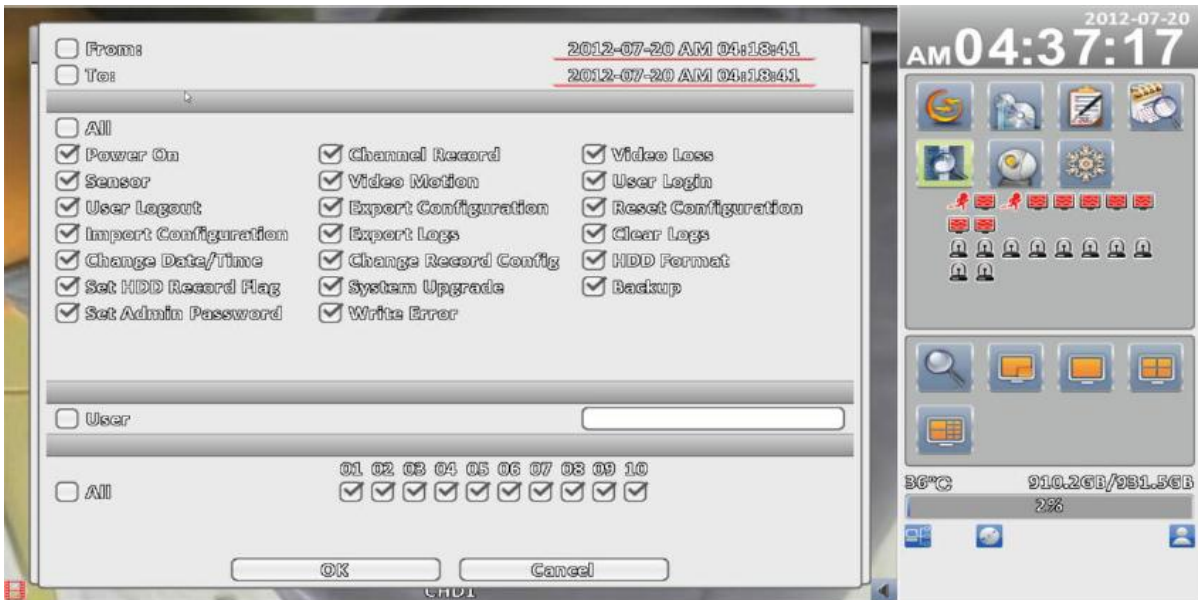 From: 2012-07-20 AM 04:18:41
To: 2012-07-20 AM 04:18:41
All
Power On Channel Record Video Loss
Sensor Video Motion User Login
User Logout Export Configuration Reset Configuration
Import Configuration Export Logs Clear Logs
Change Date/Time Change Record Config HDD Format
Set HDD Record Flag System Upgrade Backup
Set Admin Password Write Error
User
01 02 03 04 05 06 07 08 09 10
All
OK Cancel
CH01
2012-07-20
AM 04:37:17
36°C 910.2GB/931.5GB
2%